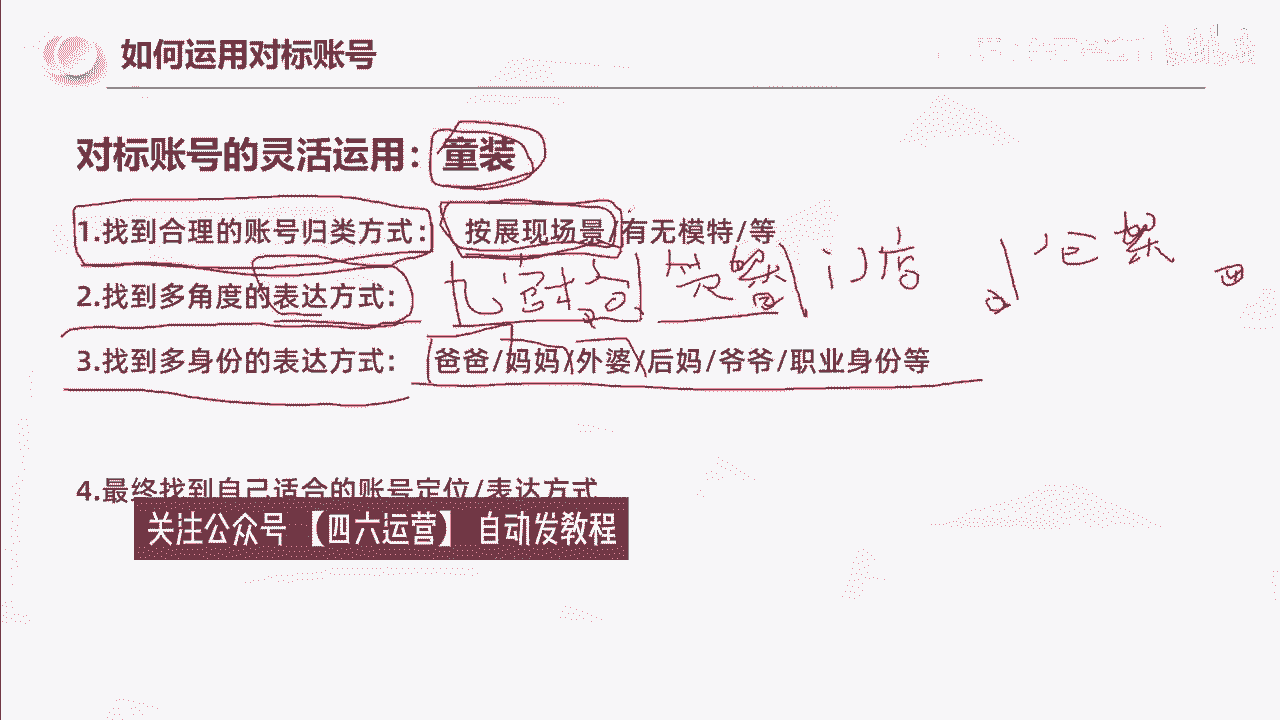 如何运用对标账号
对标账号的灵活运用：童装
1.找到合理的账号归类方式： 按展现场景/有无模特/等
2.找到多角度的表达方式： 九宫格 门店
3.找到多身份的表达方式： 爸爸/妈妈/外婆/后妈/爷爷/职业身份等
4.最终找到自己适合的账号定位/表达方式
关注公众号 【四六运营】 自动发教程